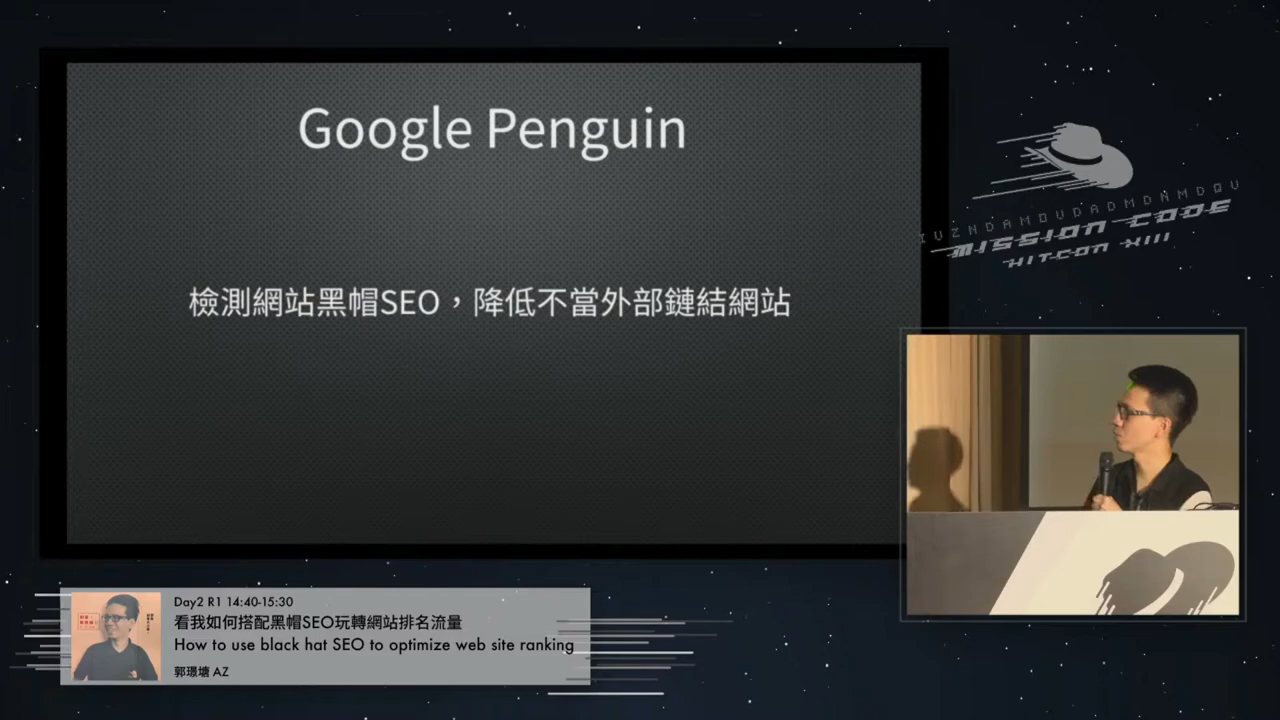 Google Penguin
檢測網站黑帽SEO，降低不當外部鏈結網站
MISSION CODE
HITCON XIII
Day2 R1 14:40-15:30
看我如何搭配黑帽SEO玩轉網站排名流量
How to use black hat SEO to optimize web site ranking
郭璟塘 AZ